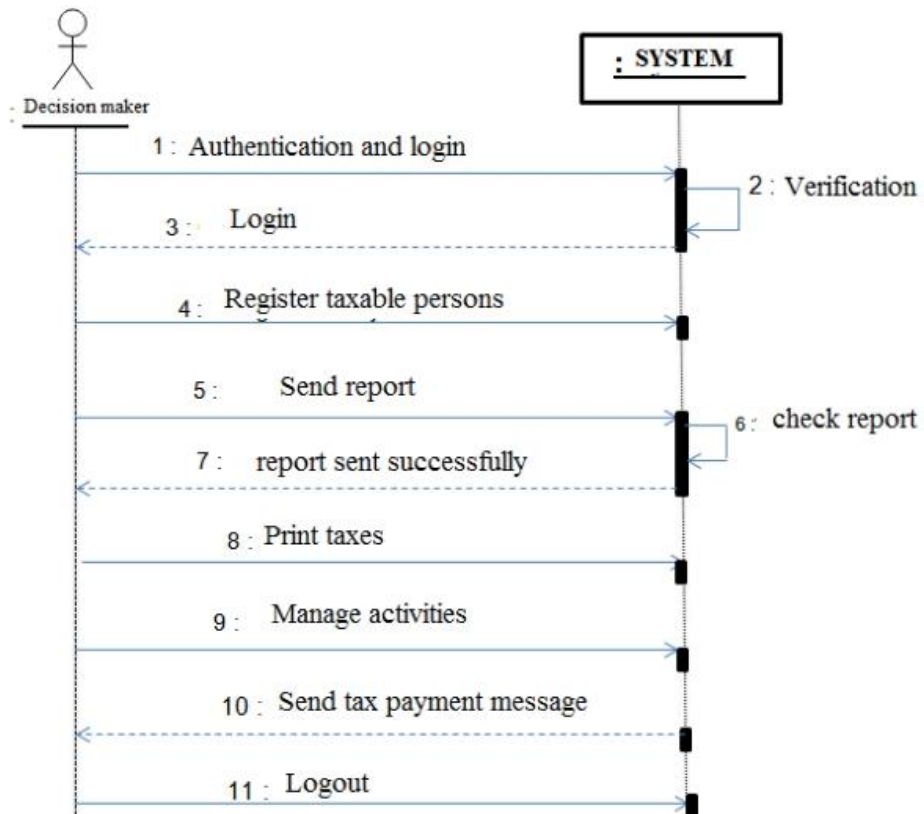 : SYSTEM
: Decision maker
1 : Authentication and login
2 : Verification
3 : Login
4 : Register taxable persons
5 : Send report
6 : check report
7 : report sent successfully
8 : Print taxes
9 : Manage activities
10 : Send tax payment message
11 : Logout